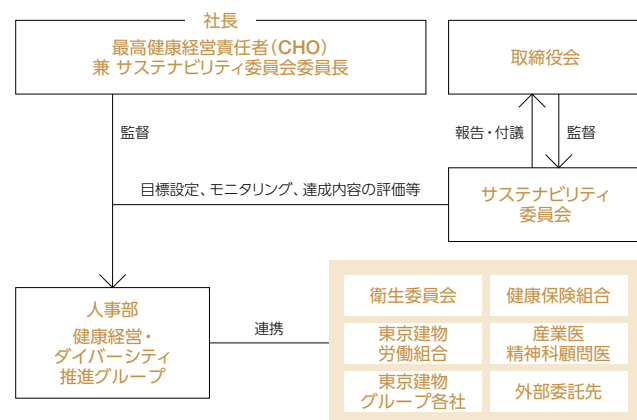 社長
最高健康経営責任者（CHO）
兼 サステナビリティ委員会委員長
取締役会
監督
報告・付議
監督
目標設定、モニタリング、達成内容の評価等
サステナビリティ
委員会
人事部
健康経営・
ダイバーシティ
推進グループ
連携
衛生委員会
健康保険組合
東京建物
労働組合
産業医
精神科顧問医
東京建物
グループ各社
外部委託先